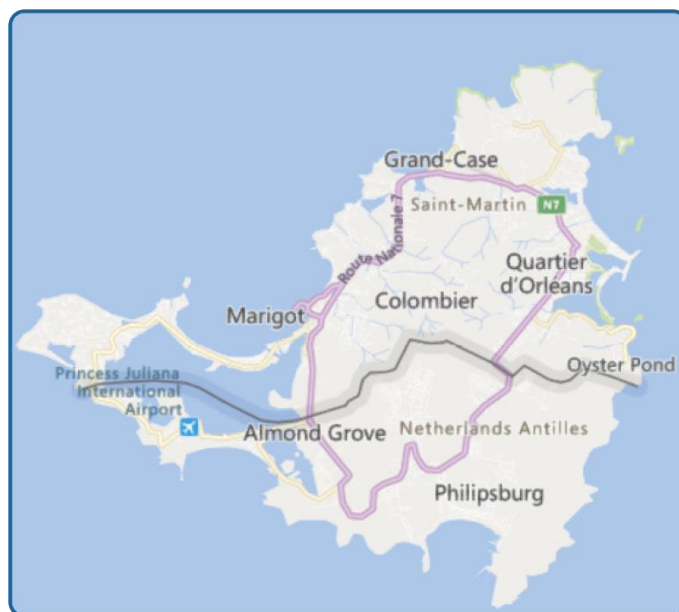 Grand-Case
Saint-Martin
N7
Route
Nationale 7
Quartier
d'Orléans
Colombier
Marigot
Oyster Pond
Princess Juliana
International
Airport
Almond Grove
Netherlands Antilles
Philipsburg